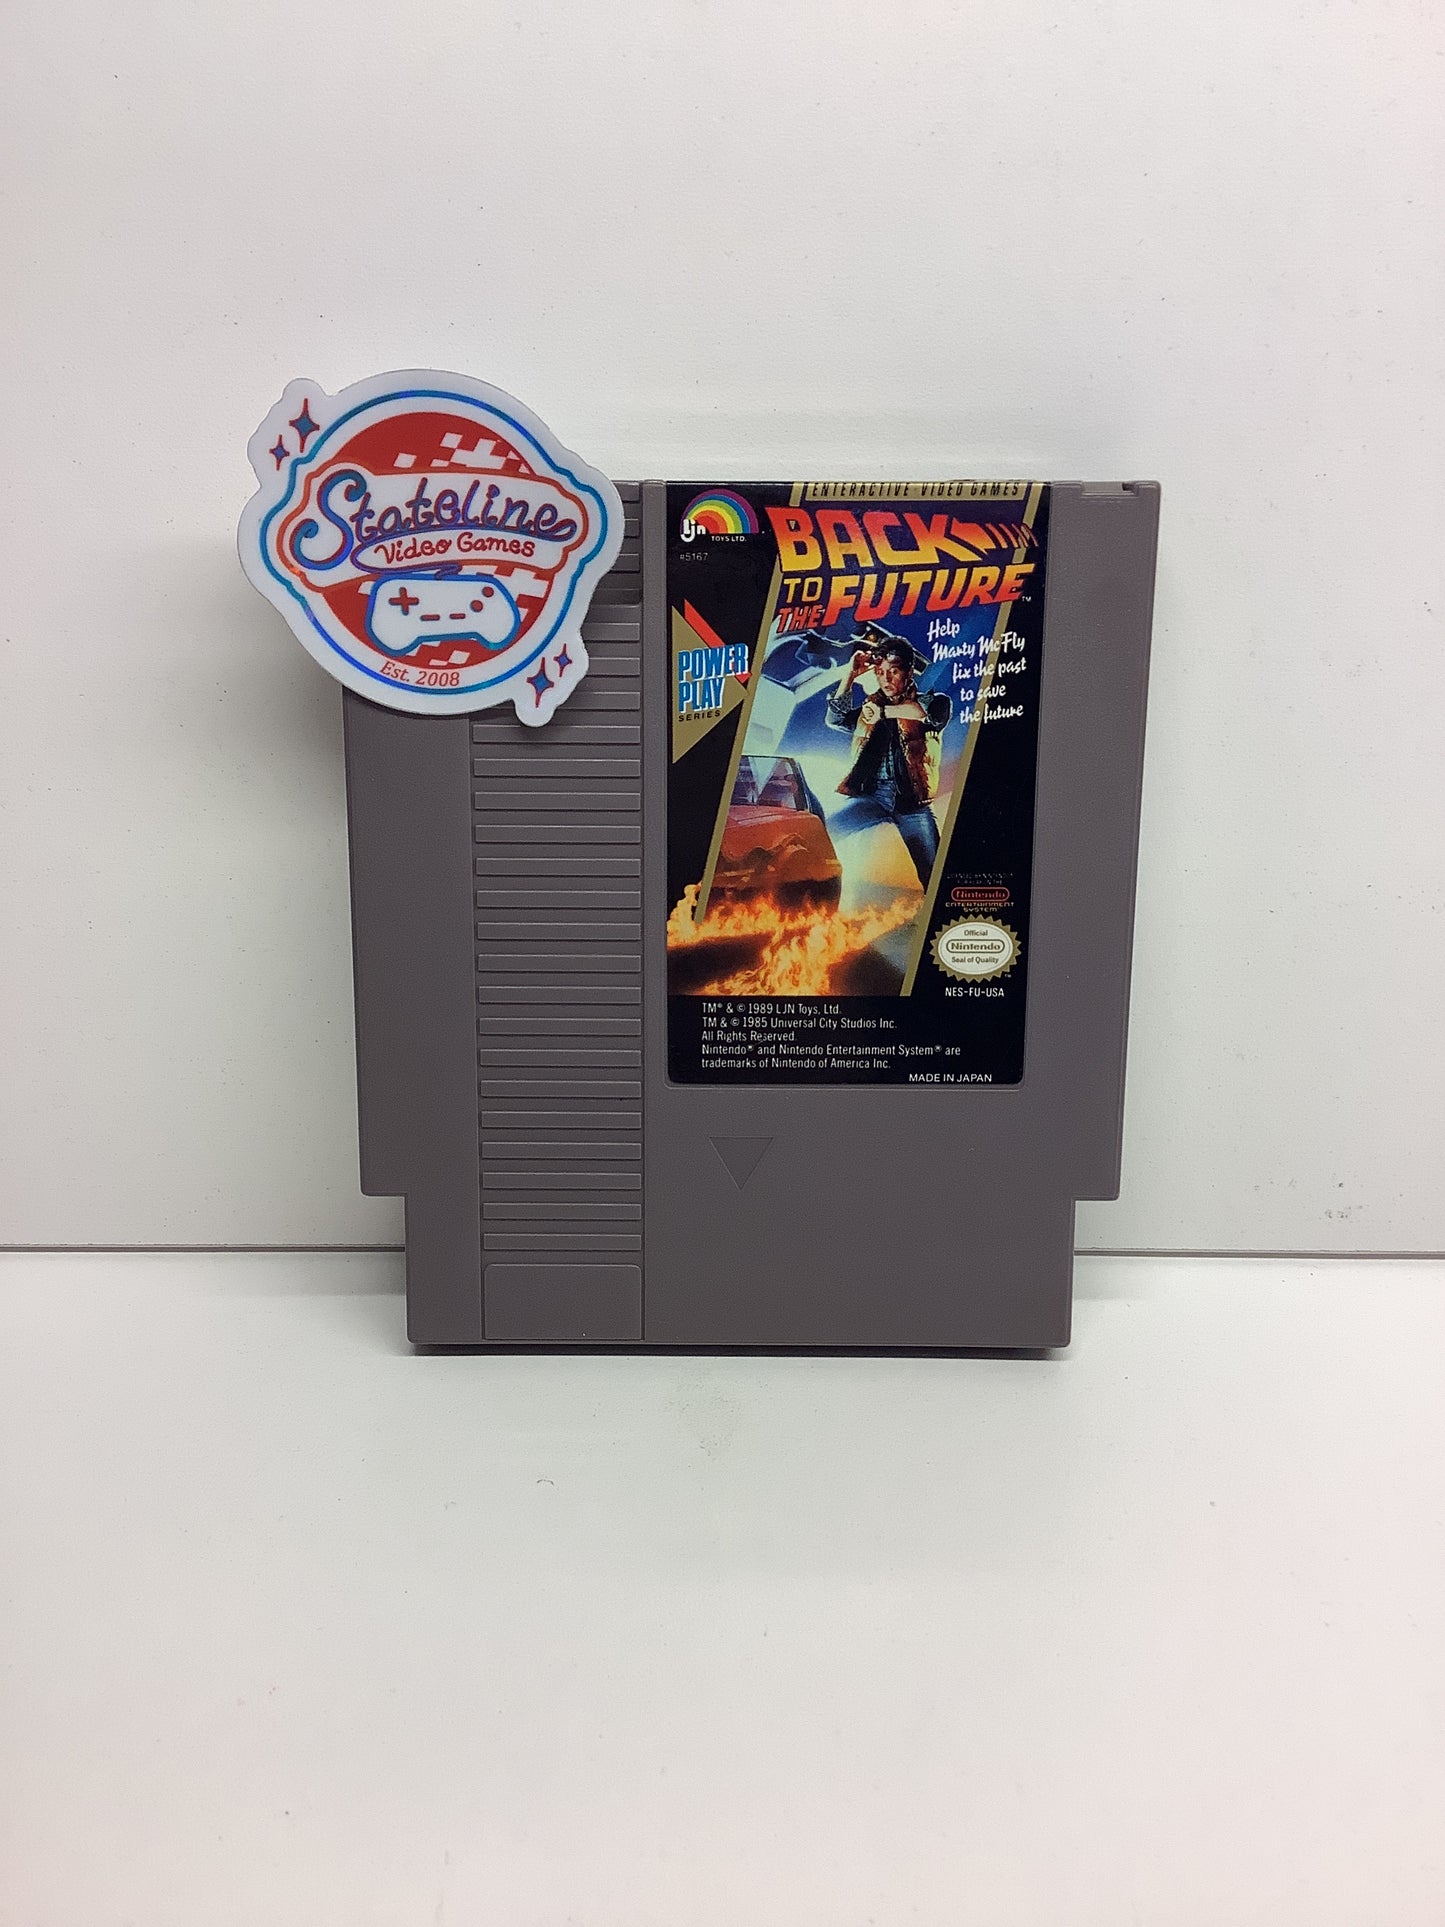 Stateline
Video Games
Est. 2008
ENTERACTIVE VIDEO GAMES
LJN
TOYS LTD.
#5167
BACK
TO
THE FUTURE™
Help
Marty McFly
fix the past
to save
the future
POWER
PLAY
SERIES
Nintendo
ENTERTAINMENT
SYSTEM
Official
Nintendo
Seal of Quality
™
NES-FU-USA
TM® & © 1989 LJN Toys, Ltd.
TM & © 1985 Universal City Studios Inc.
All Rights Reserved.
Nintendo® and Nintendo Entertainment System® are
trademarks of Nintendo of America Inc.
MADE IN JAPAN